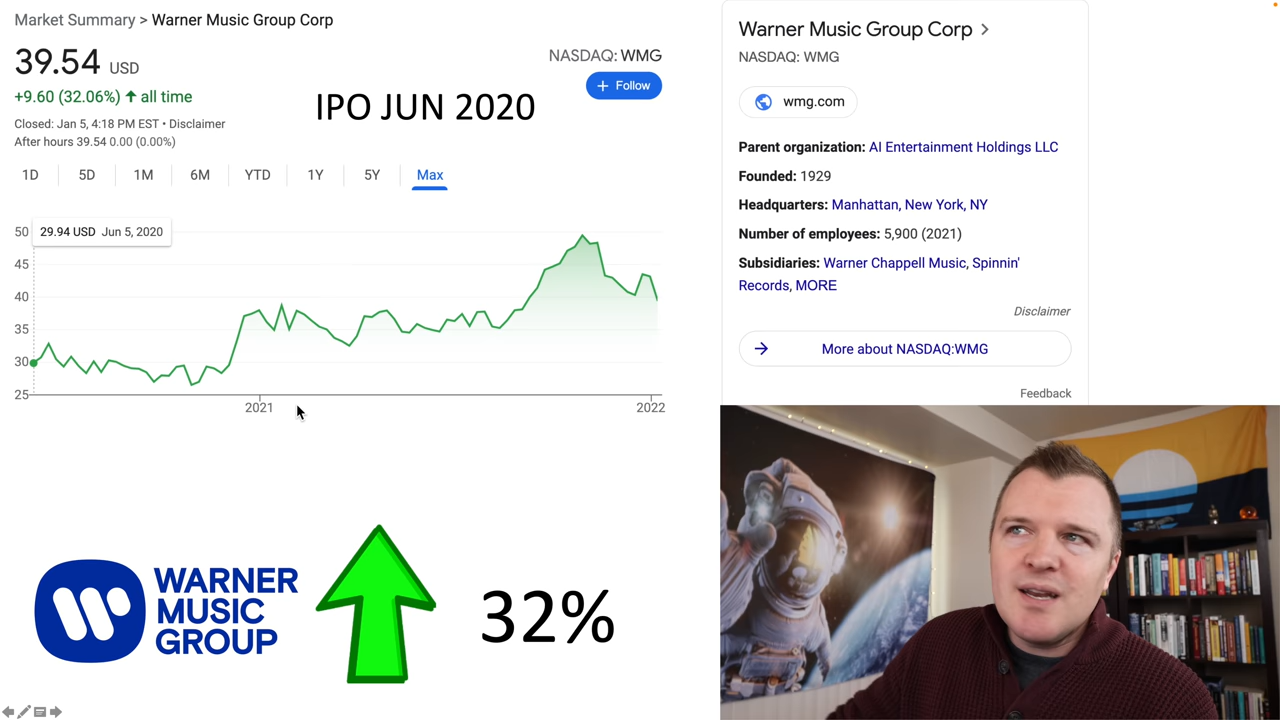 Market Summary > Warner Music Group Corp
39.54 USD
NASDAQ: WMG
+ Follow
+9.60 (32.06%) ↑ all time
IPO JUN 2020
Closed: Jan 5, 4:18 PM EST • Disclaimer
After hours 39.54 0.00 (0.00%)
1D 5D 1M 6M YTD 1Y 5Y Max
29.94 USD Jun 5, 2020
50
45
40
35
30
25
2021 2022
WARNER
MUSIC
GROUP
32%
Warner Music Group Corp >
NASDAQ: WMG
wmg.com
Parent organization: AI Entertainment Holdings LLC
Founded: 1929
Headquarters: Manhattan, New York, NY
Number of employees: 5,900 (2021)
Subsidiaries: Warner Chappell Music, Spinnin'
Records, MORE
Disclaimer
→ More about NASDAQ:WMG
Feedback